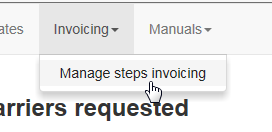 ates Invoicing Manuals
Manage steps invoicing
arriers requested